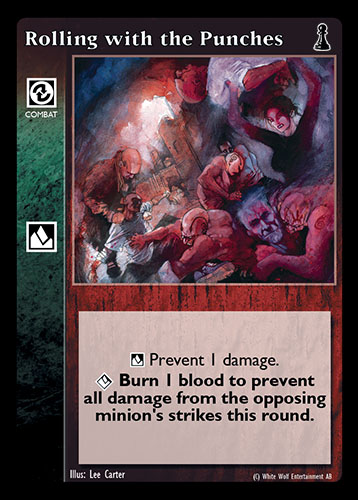 Rolling with the Punches
COMBAT
Prevent 1 damage.
Burn 1 blood to prevent
all damage from the opposing
minion's strikes this round.
Illus: Lee Carter
(C) White Wolf Entertainment AB